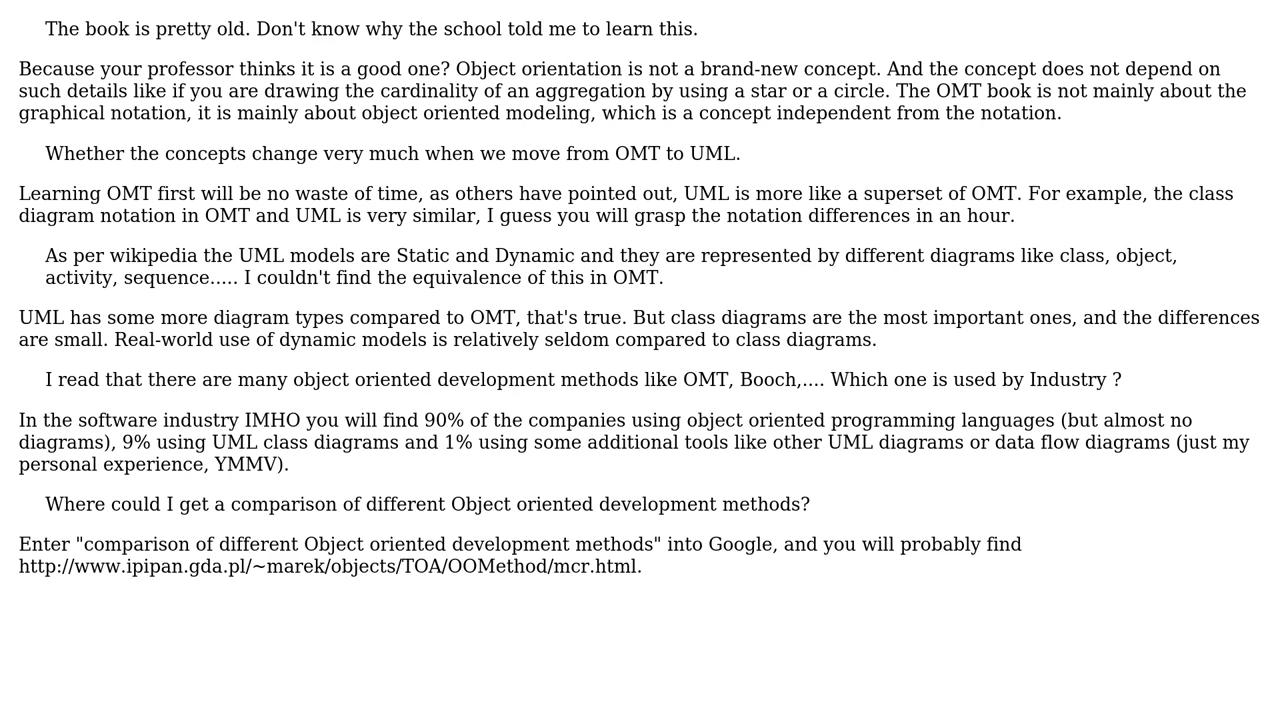 The book is pretty old. Don't know why the school told me to learn this.
Because your professor thinks it is a good one? Object orientation is not a brand-new concept. And the concept does not depend on
such details like if you are drawing the cardinality of an aggregation by using a star or a circle. The OMT book is not mainly about the
graphical notation, it is mainly about object oriented modeling, which is a concept independent from the notation.
Whether the concepts change very much when we move from OMT to UML.
Learning OMT first will be no waste of time, as others have pointed out, UML is more like a superset of OMT. For example, the class
diagram notation in OMT and UML is very similar, I guess you will grasp the notation differences in an hour.
As per wikipedia the UML models are Static and Dynamic and they are represented by different diagrams like class, object,
activity, sequence..... I couldn't find the equivalence of this in OMT.
UML has some more diagram types compared to OMT, that's true. But class diagrams are the most important ones, and the differences
are small. Real-world use of dynamic models is relatively seldom compared to class diagrams.
I read that there are many object oriented development methods like OMT, Booch,.... Which one is used by Industry ?
In the software industry IMHO you will find 90% of the companies using object oriented programming languages (but almost no
diagrams), 9% using UML class diagrams and 1% using some additional tools like other UML diagrams or data flow diagrams (just my
personal experience, YMMV).
Where could I get a comparison of different Object oriented development methods?
Enter "comparison of different Object oriented development methods" into Google, and you will probably find
http://www.ipipan.gda.pl/~marek/objects/TOA/OOMethod/mcr.html.